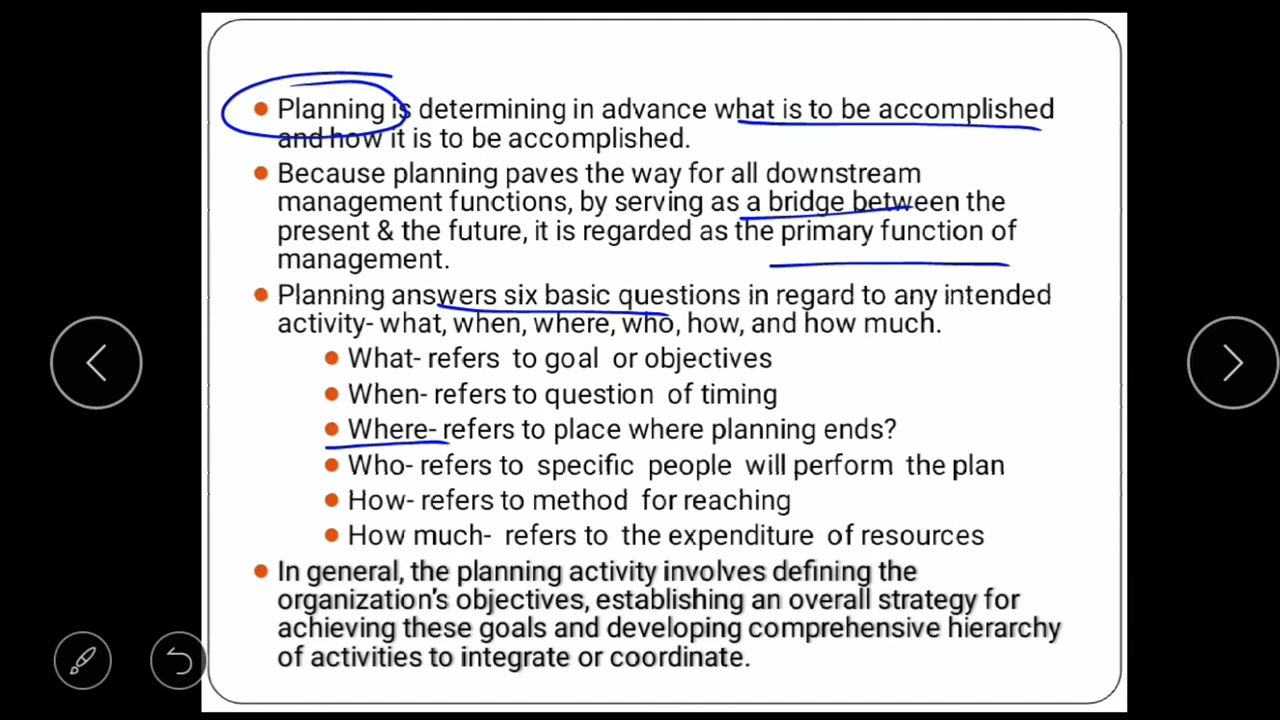 Planning is determining in advance what is to be accomplished
and how it is to be accomplished.
Because planning paves the way for all downstream
management functions, by serving as a bridge between the
present & the future, it is regarded as the primary function of
management.
Planning answers six basic questions in regard to any intended
activity- what, when, where, who, how, and how much.
What- refers to goal or objectives
When- refers to question of timing
Where- refers to place where planning ends?
Who- refers to specific people will perform the plan
How- refers to method for reaching
How much- refers to the expenditure of resources
In general, the planning activity involves defining the
organization's objectives, establishing an overall strategy for
achieving these goals and developing comprehensive hierarchy
of activities to integrate or coordinate.